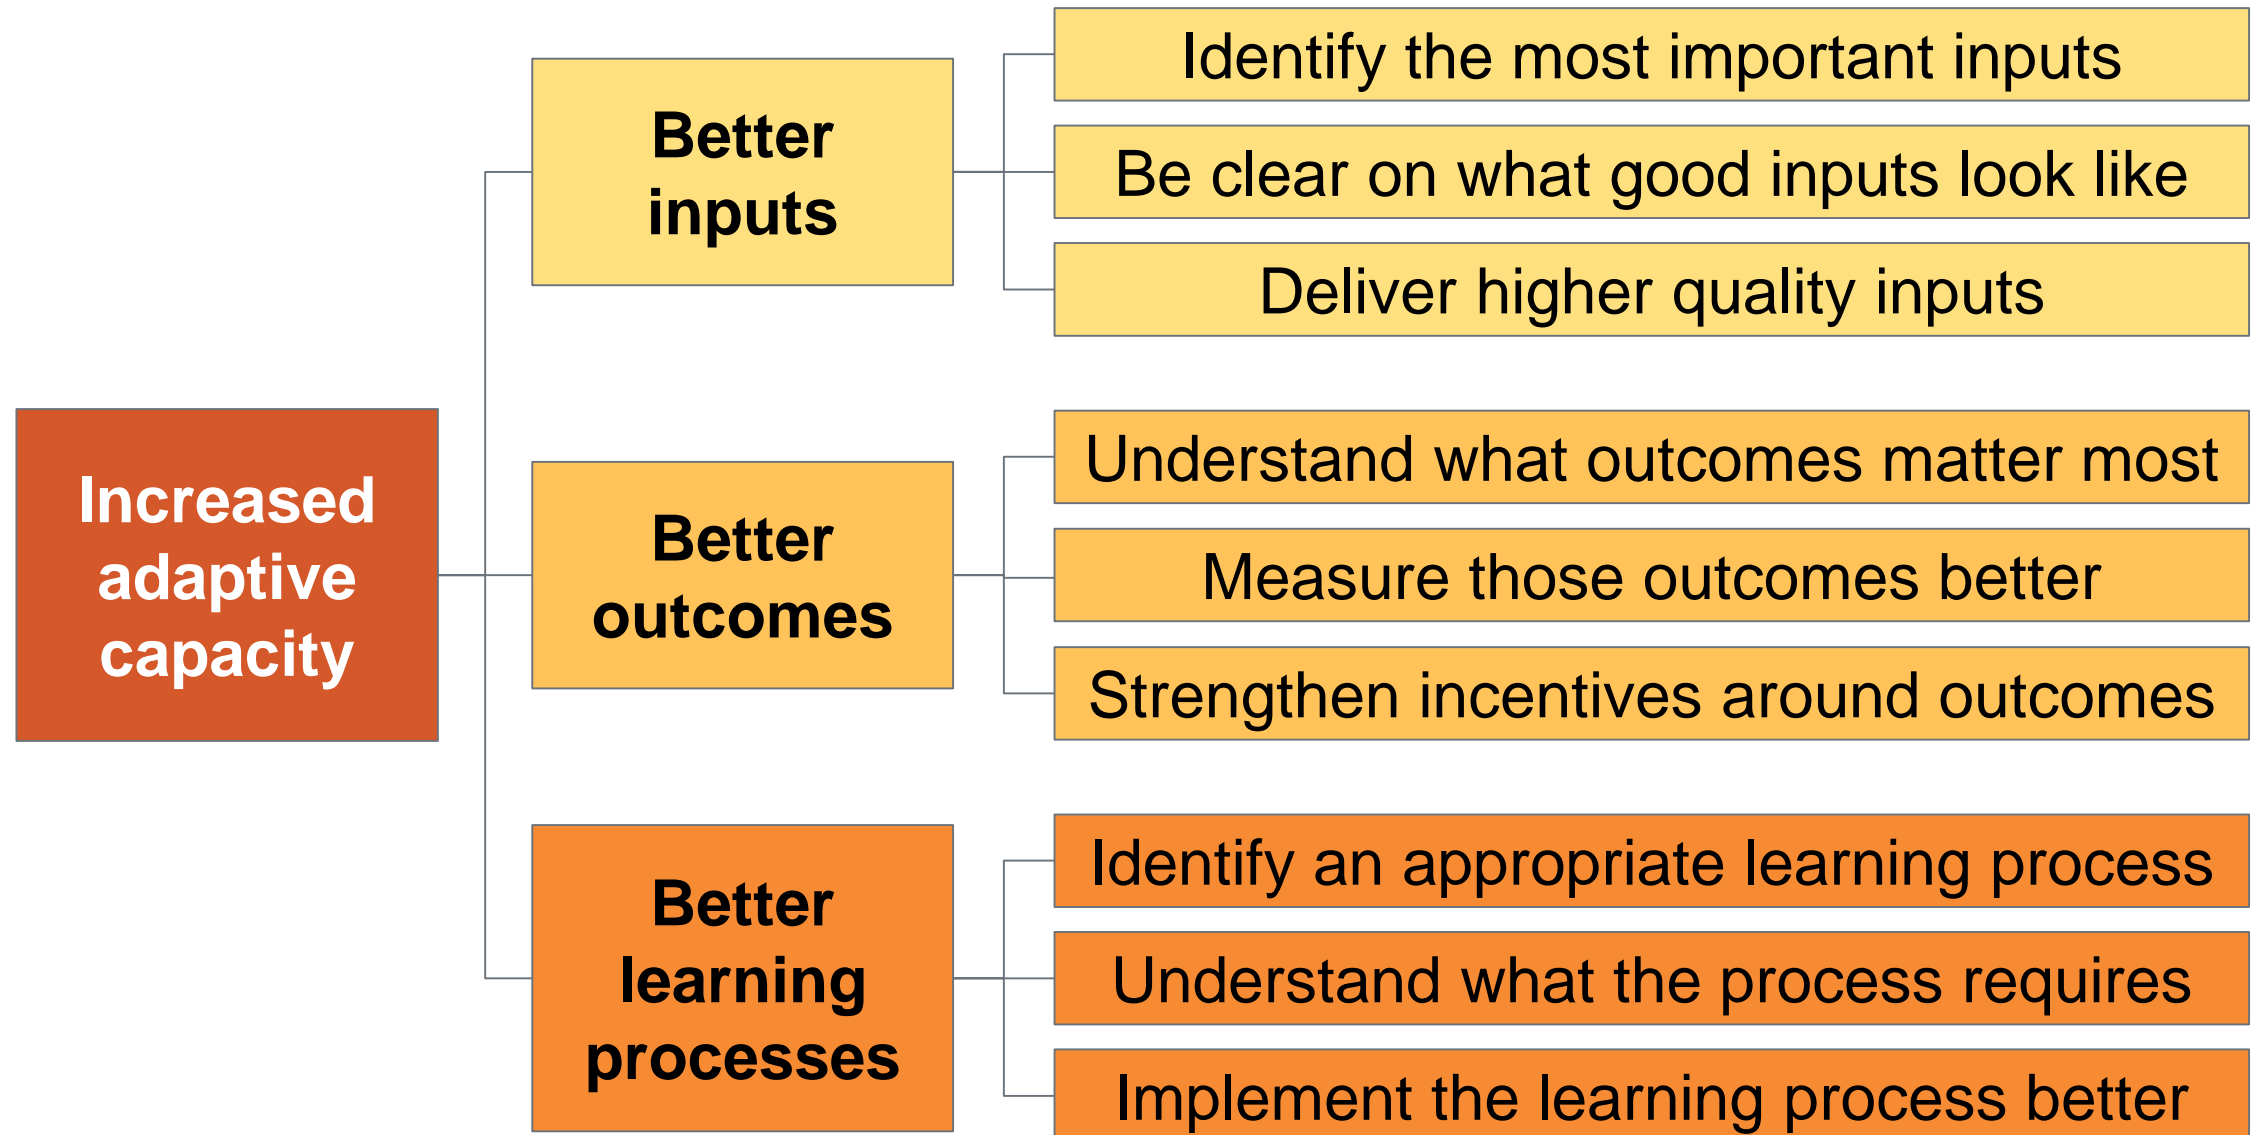 Increased
adaptive
capacity
Better
inputs
Identify the most important inputs
Be clear on what good inputs look like
Deliver higher quality inputs
Better
outcomes
Understand what outcomes matter most
Measure those outcomes better
Strengthen incentives around outcomes
Better
learning
processes
Identify an appropriate learning process
Understand what the process requires
Implement the learning process better